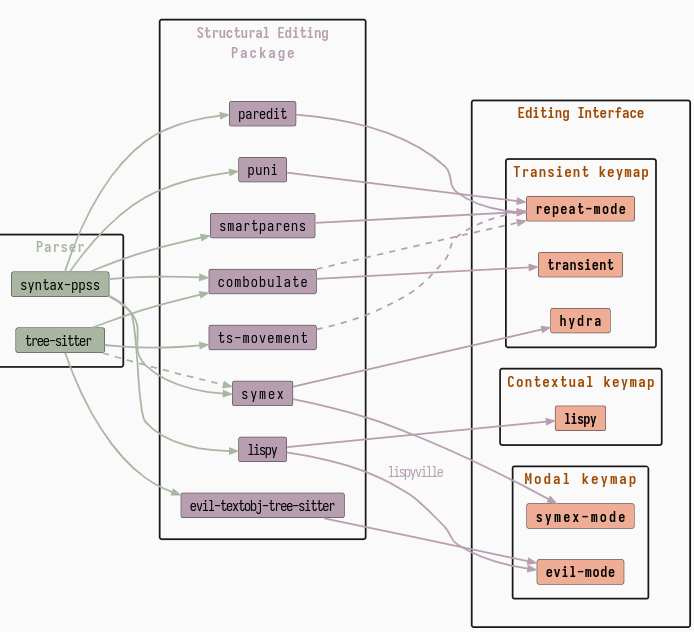 Parser
syntax-ppss
tree-sitter
Structural Editing
Package
paredit
puni
smartparens
combobulate
ts-movement
symex
lispy
evil-textobj-tree-sitter
lispyville
Editing Interface
Transient keymap
repeat-mode
transient
hydra
Contextual keymap
lispy
Modal keymap
symex-mode
evil-mode